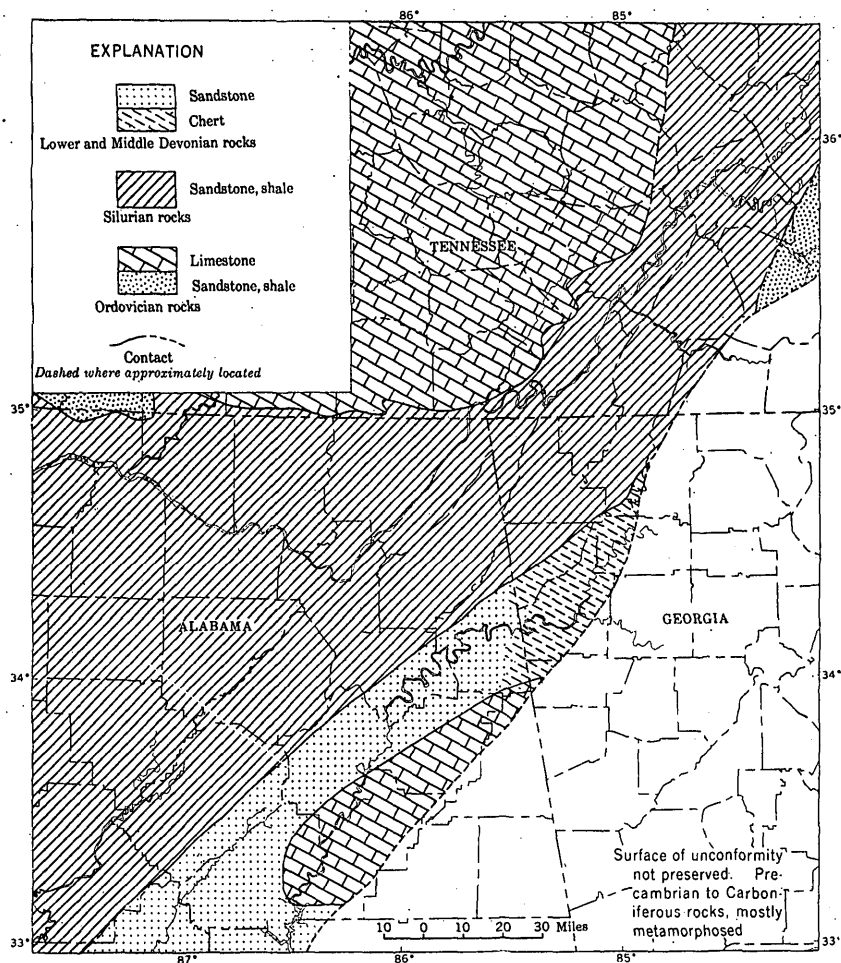 86°
85°
EXPLANATION
Sandstone
Chert
Lower and Middle Devonian rocks
Sandstone, shale
Silurian rocks
Limestone
Sandstone, shale
Ordovician rocks
Contact
Dashed where approximately located
36°
TENNESSEE
35°
35°
ALABAMA
GEORGIA
34°
34°
Surface of unconformity
not preserved. Pre-
cambrian to Carbon-
iferous rocks, mostly
metamorphosed
10 0 10 20 30 Miles
33°
33°
87°
86°
85°